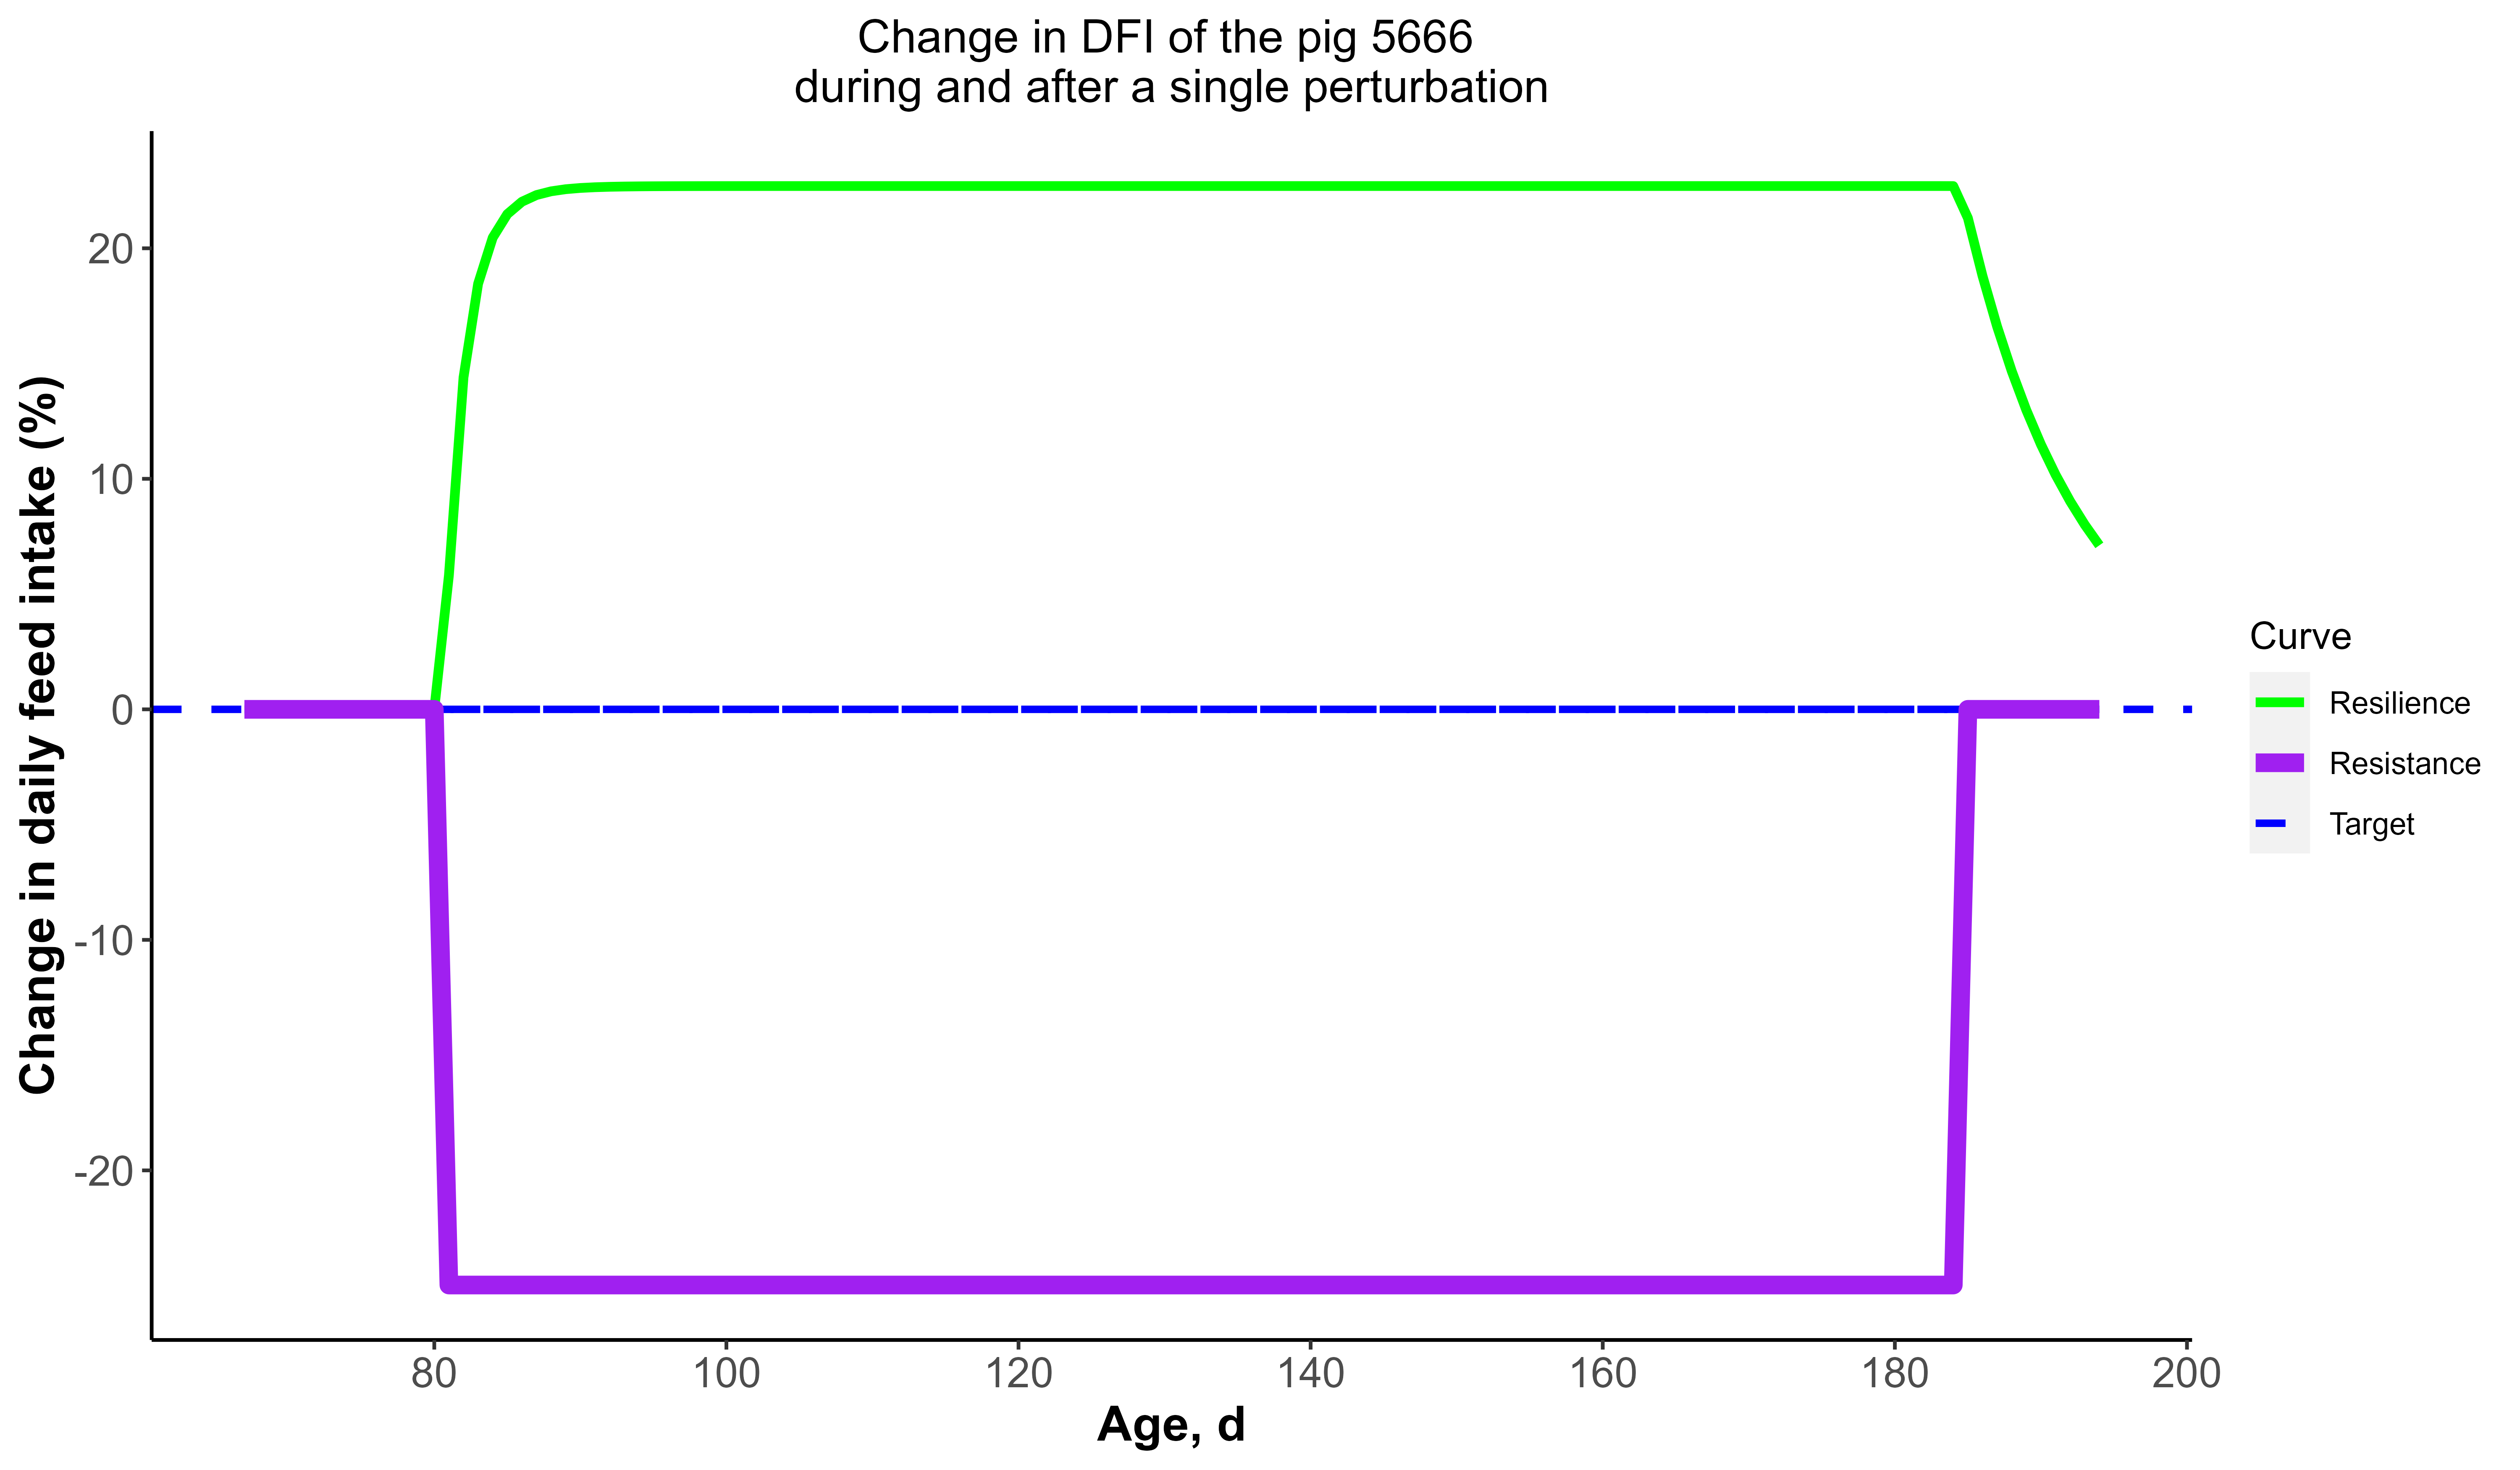 Change in DFI of the pig 5666
during and after a single perturbation
Change in daily feed intake (%)
20
10
0
-10
-20
80
100
120
140
160
180
200
Age, d
Curve
Resilience
Resistance
Target